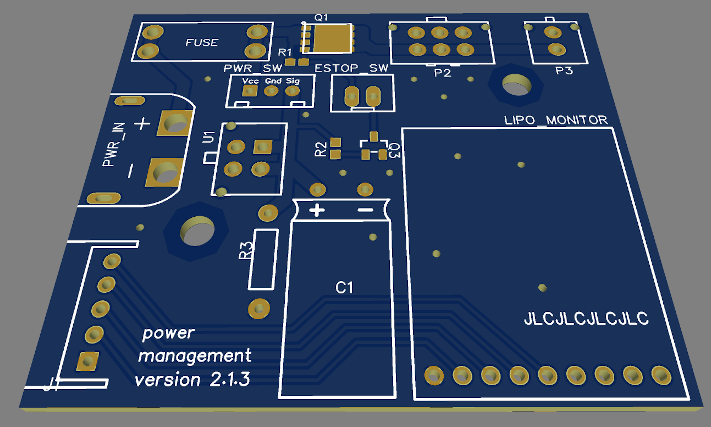 Q1
FUSE
R1
P2
P3
PWR_SW
ESTOP_SW
Vcc Gnd Sig
LIPO_MONITOR
PWR_IN
+
−
U1
R2
Q3
+ −
R3
C1
JLCJLCJLCJLC
power
management
version 2.1.3